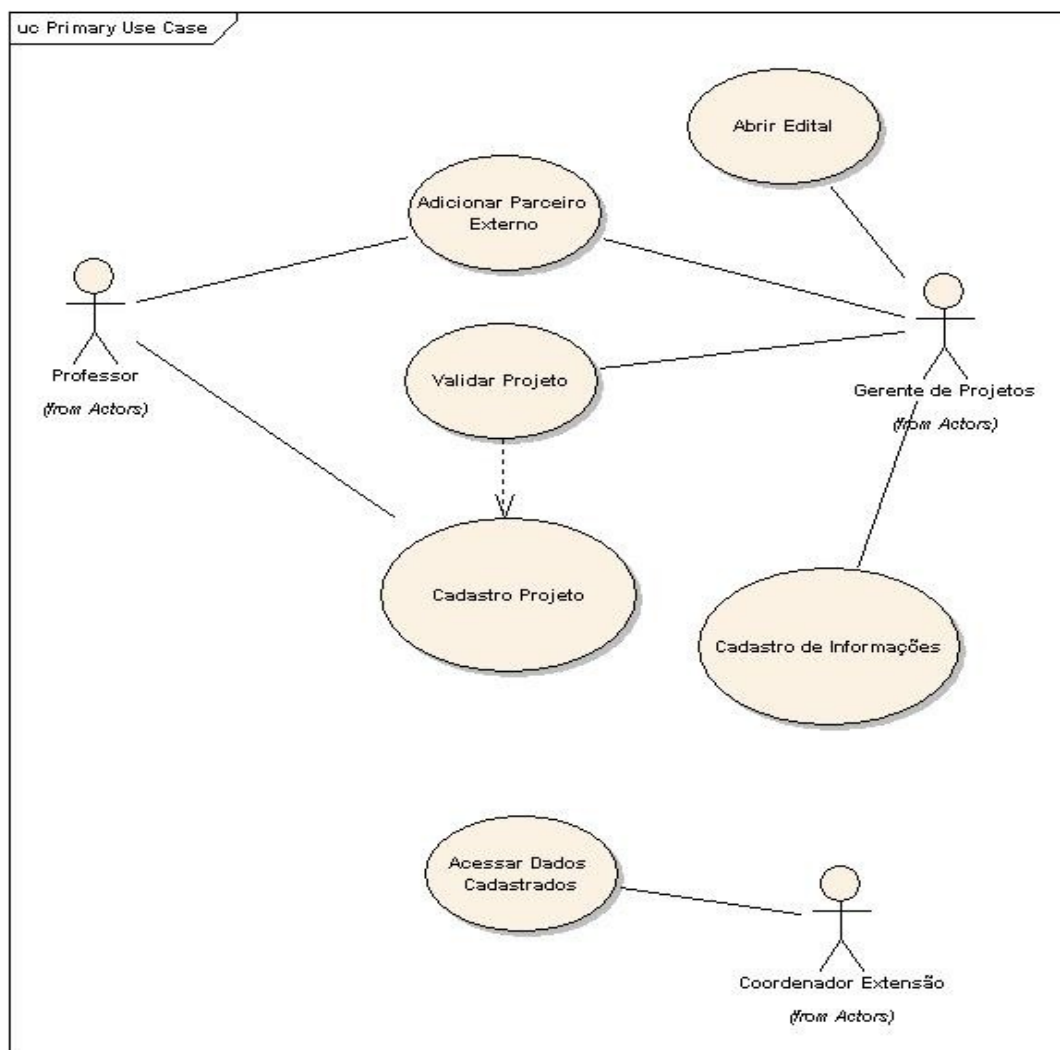 uc Primary Use Case
Abrir Edital
Adicionar Parceiro
Externo
Professor
(from Actors)
Validar Projeto
Gerente de Projetos
(from Actors)
Cadastro Projeto
Cadastro de Informações
Acessar Dados
Cadastrados
Coordenador Extensão
(from Actors)